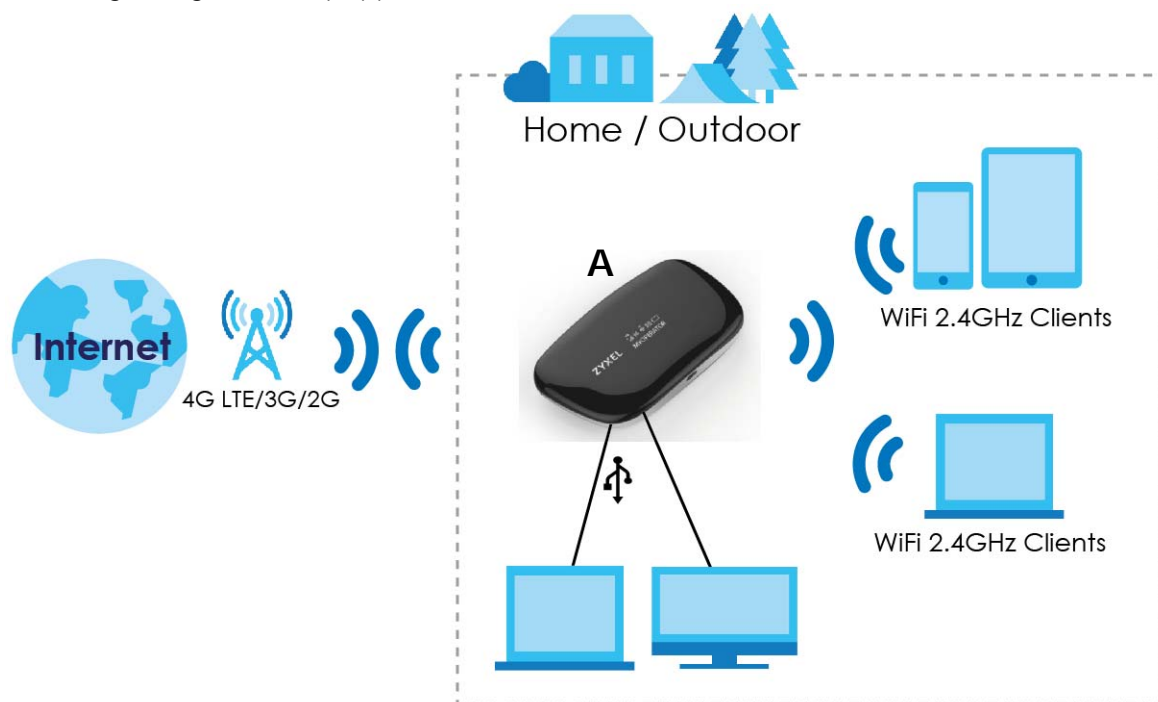 Home / Outdoor
A
Internet
4G LTE/3G/2G
ZYXEL
WiFi 2.4GHz Clients
WiFi 2.4GHz Clients